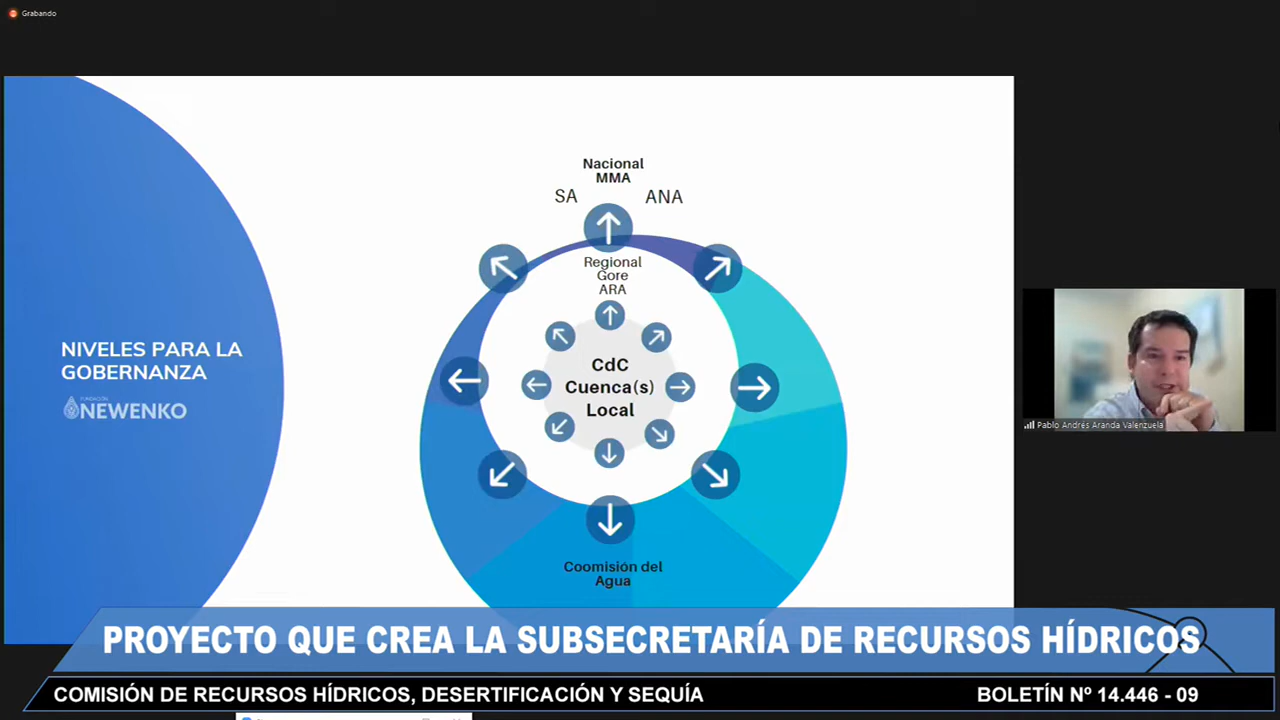 Grabando
Nacional
MMA
SA ANA
Regional
Gore
ARA
CdC
Cuenca(s)
Local
Coomisión del
Agua
NIVELES PARA LA
GOBERNANZA
FUNDACIÓN
NEWENKO
Pablo Andrés Aranda Valenzuela
PROYECTO QUE CREA LA SUBSECRETARÍA DE RECURSOS HÍDRICOS
COMISIÓN DE RECURSOS HÍDRICOS, DESERTIFICACIÓN Y SEQUÍA
BOLETÍN Nº 14.446 - 09